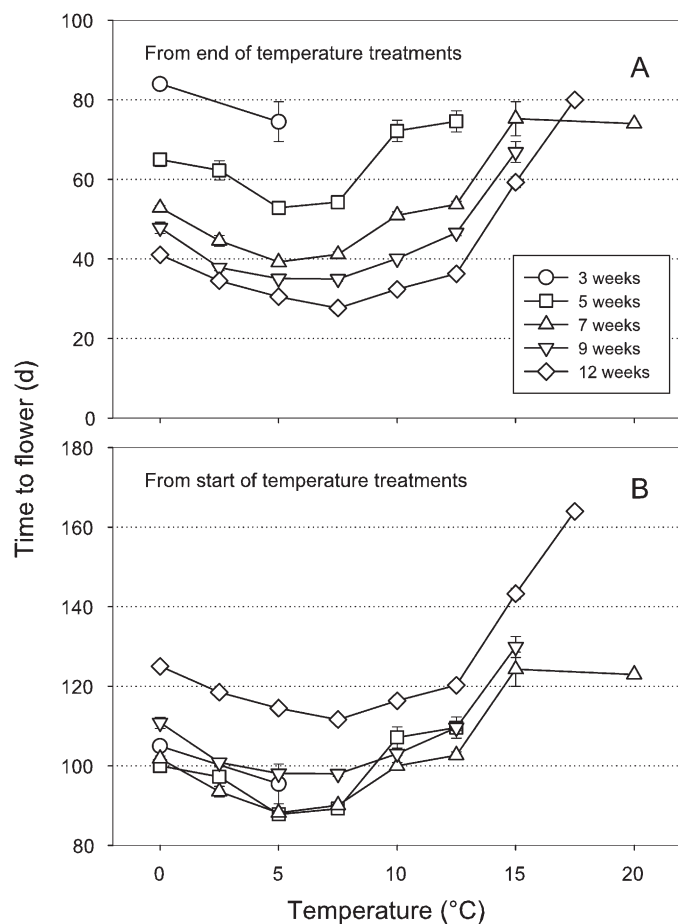 100
From end of temperature treatments
A
80
60
40
3 weeks
5 weeks
7 weeks
9 weeks
12 weeks
20
0
Time to flower (d)
180
From start of temperature treatments
B
160
140
120
100
80
0 5 10 15 20
Temperature (°C)